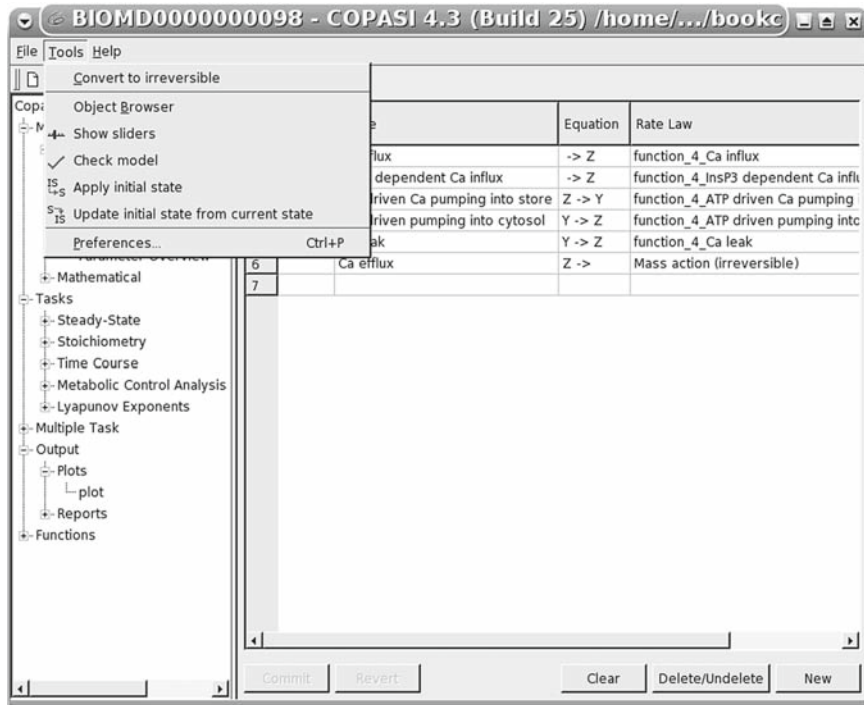 BIOMD0000000098 - COPASI 4.3 (Build 25) /home/.../bookc
File Tools Help
Convert to irreversible
Object Browser
Show sliders
Check model
Apply initial state
Update initial state from current state
Preferences... Ctrl+P
Copa
Mathematical
Tasks
Steady-State
Stoichiometry
Time Course
Metabolic Control Analysis
Lyapunov Exponents
Multiple Task
Output
Plots
plot
Reports
Functions
Equation Rate Law
flux -> Z function_4_Ca influx
dependent Ca influx -> Z function_4_InsP3 dependent Ca influ
riven Ca pumping into store Z -> Y function_4_ATP driven Ca pumping
riven pumping into cytosol Y -> Z function_4_ATP driven pumping into
ak Y -> Z function_4_Ca leak
6 Ca efflux Z -> Mass action (irreversible)
7
Commit Revert Clear Delete/Undelete New